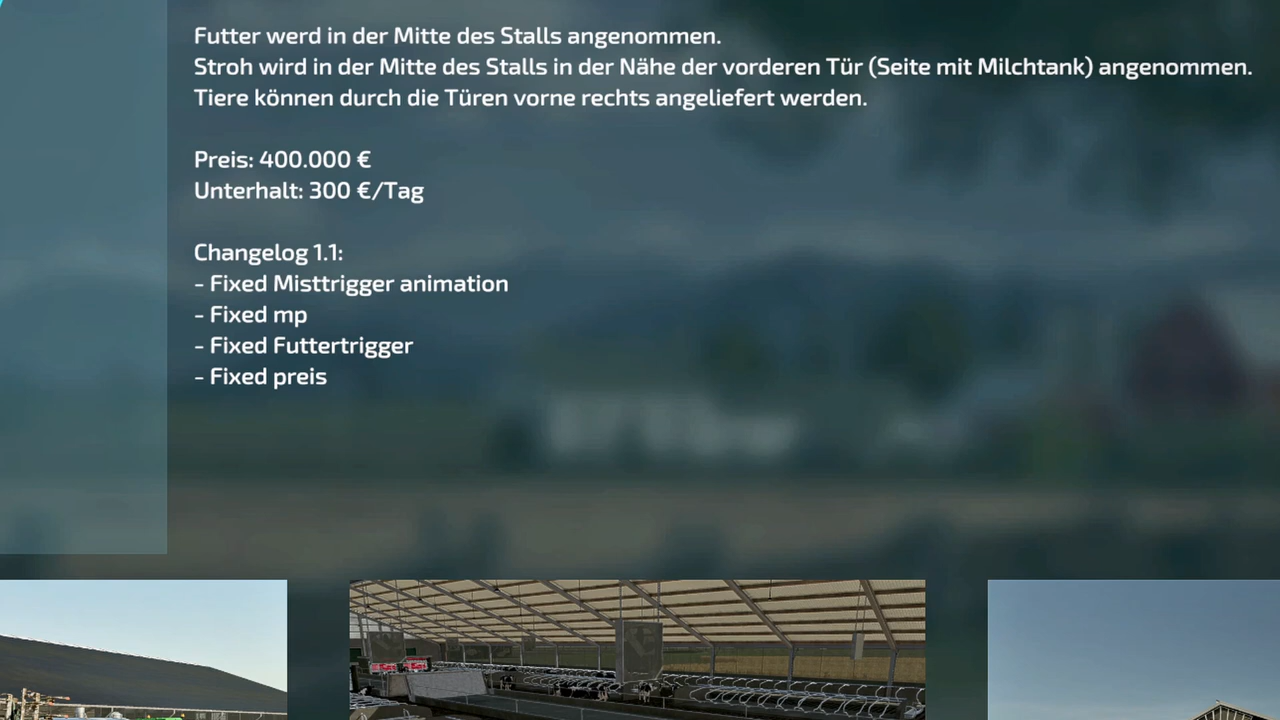 Futter werd in der Mitte des Stalls angenommen.
Stroh wird in der Mitte des Stalls in der Nähe der vorderen Tür (Seite mit Milchtank) angenommen.
Tiere können durch die Türen vorne rechts angeliefert werden.
Preis: 400.000 €
Unterhalt: 300 €/Tag
Changelog 1.1:
- Fixed Misttrigger animation
- Fixed mp
- Fixed Futtertrigger
- Fixed preis